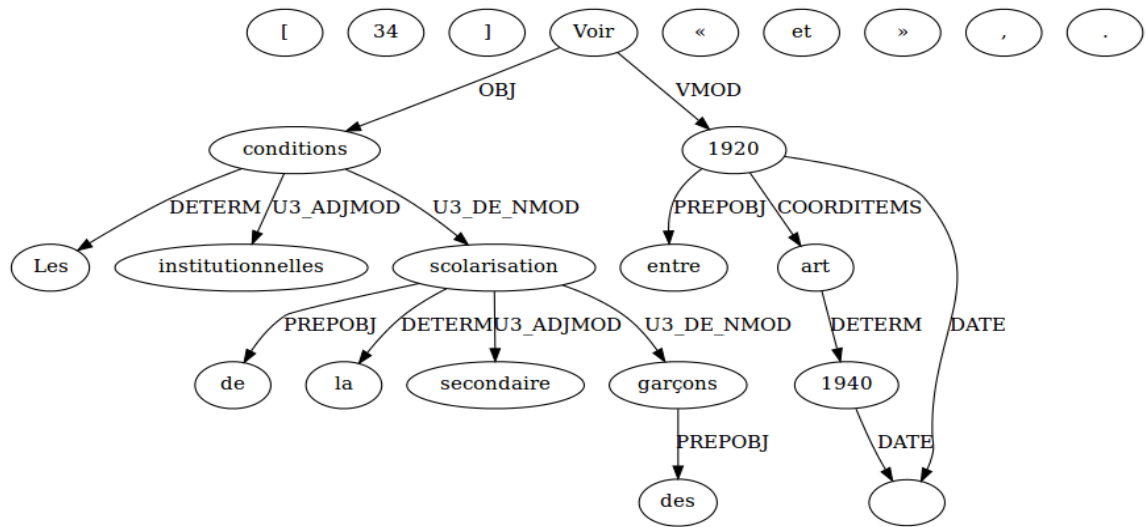 [ 34 ] Voir « et » , .
OBJ VMOD
conditions 1920
DETERM U3_ADJMOD U3_DE_NMOD PREPOBJ COORDITEMS
Les institutionnelles scolarisation entre art
PREPOBJ DETERM U3_ADJMOD U3_DE_NMOD DETERM DATE
de la secondaire garçons 1940
PREPOBJ DATE
des